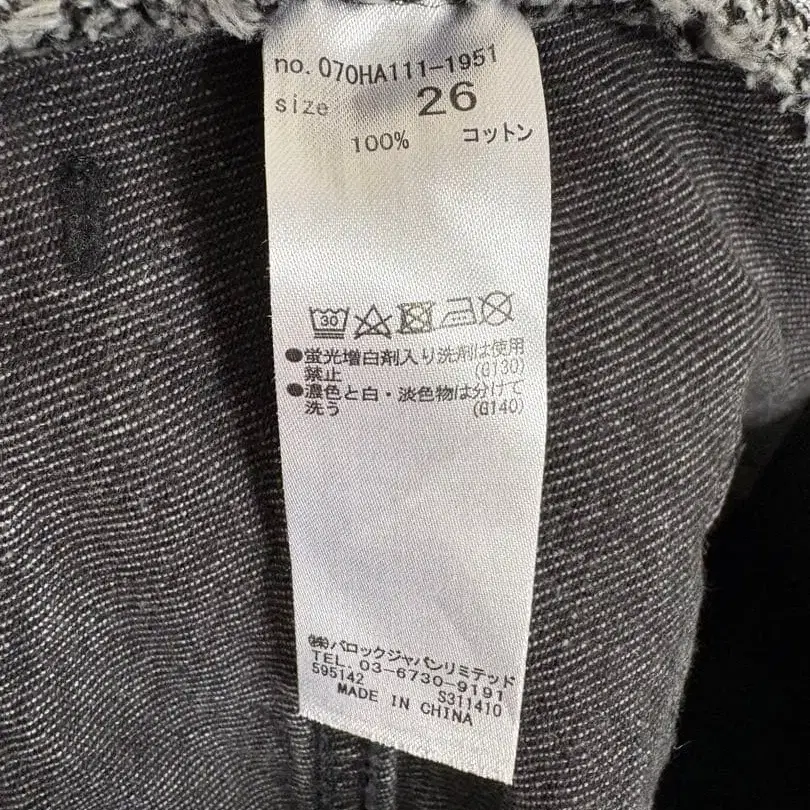 no. 070HA111-1951
size 26
100% コットン
30
●蛍光増白剤入り洗剤は使用
禁止 (G130)
●濃色と白・淡色物は分けて
洗う (G140)
㈱バロックジャパンリミテッド
TEL. 03-6730-9191
S95142 S311410
MADE IN CHINA